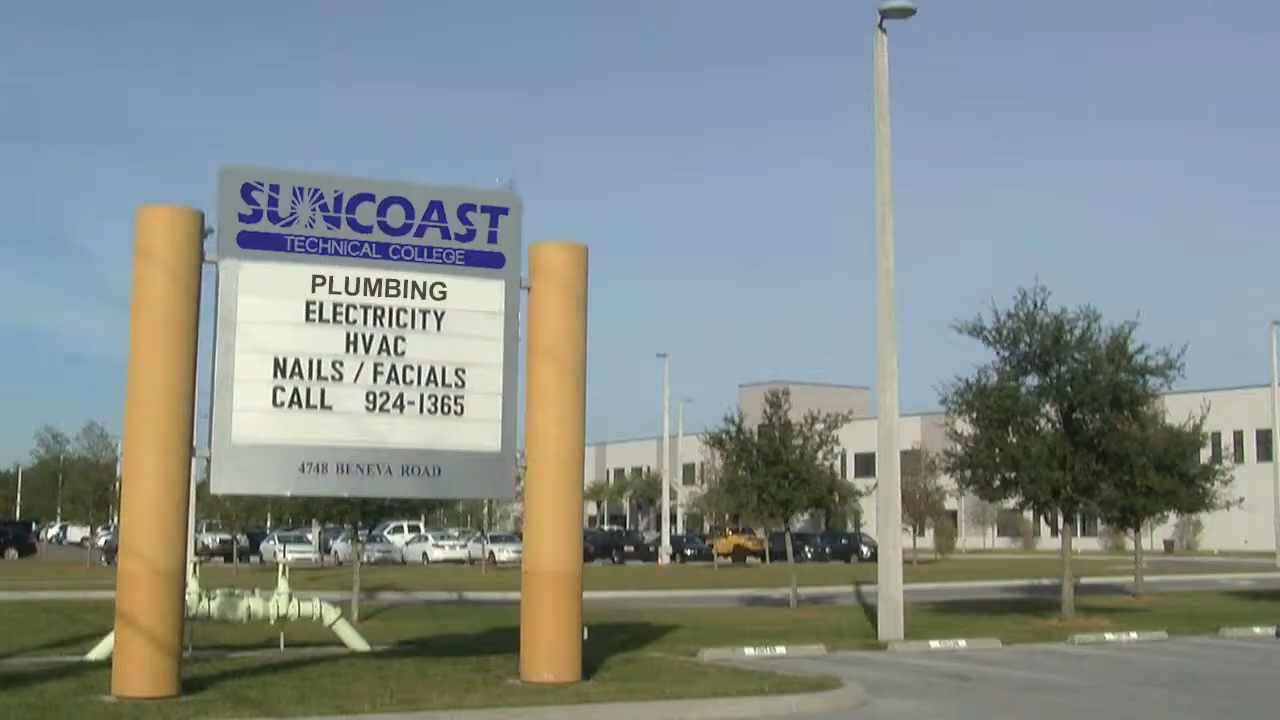 SUNCOAST
TECHNICAL COLLEGE
PLUMBING
ELECTRICITY
HVAC
NAILS / FACIALS
CALL 924-1365
4748 BENEVA ROAD